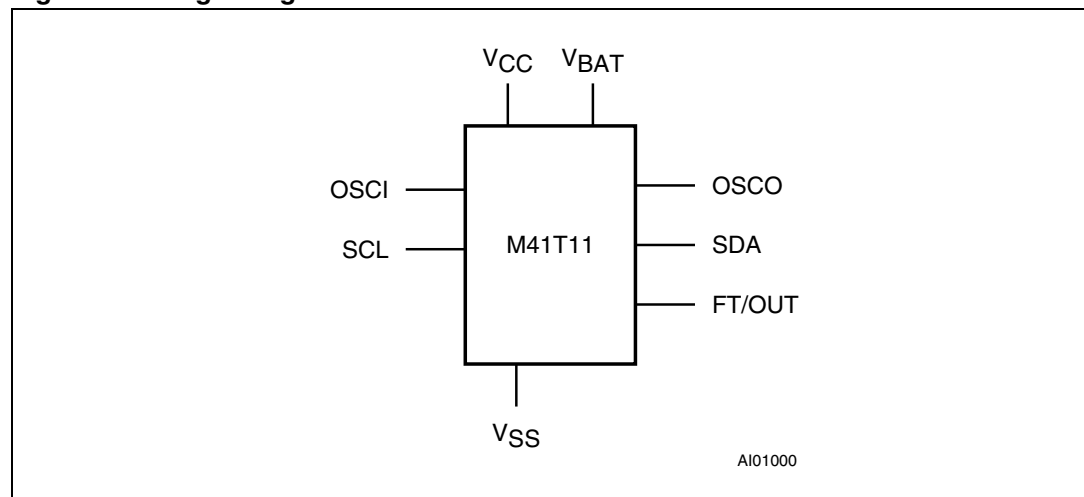 VCC VBAT
OSCI
OSCO
SCL
M41T11
SDA
FT/OUT
VSS
AI01000